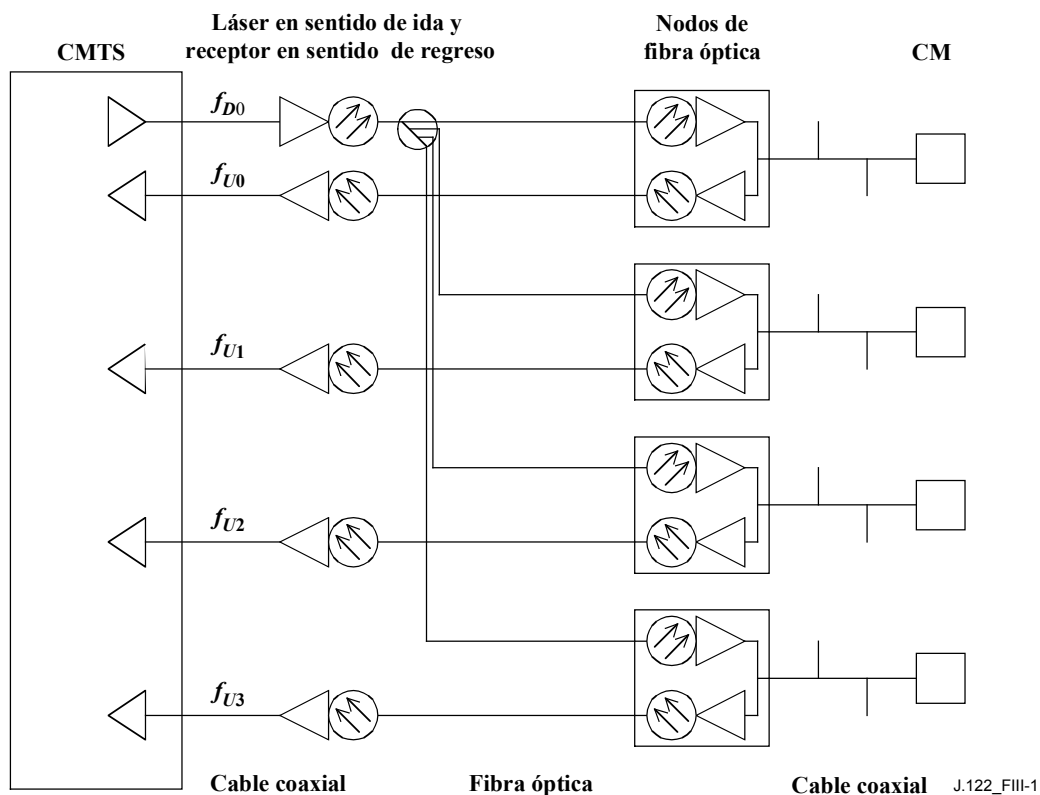 Láser en sentido de ida y
receptor en sentido de regreso
Nodos de
fibra óptica
CMTS
CM
fD0
fU0
fU1
fU2
fU3
Cable coaxial
Fibra óptica
Cable coaxial
J.122_FIII-1